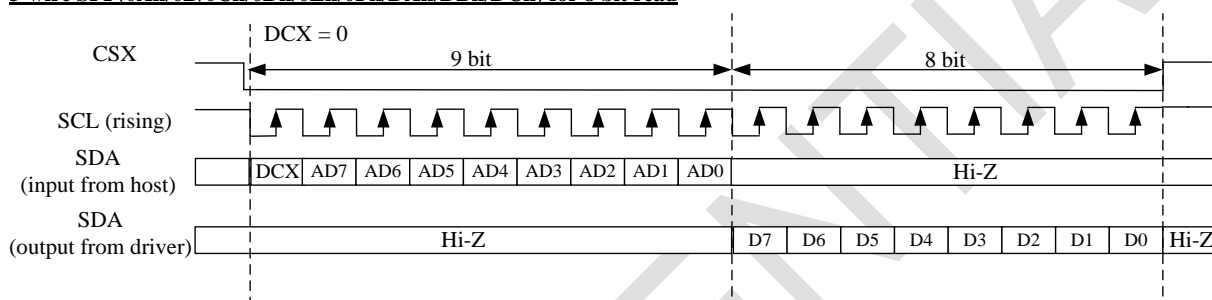 DCX = 0
CSX
9 bit
8 bit
SCL (rising)
SDA
(input from host)
DCX AD7 AD6 AD5 AD4 AD3 AD2 AD1 AD0
Hi-Z
SDA
(output from driver)
Hi-Z
D7 D6 D5 D4 D3 D2 D1 D0 Hi-Z